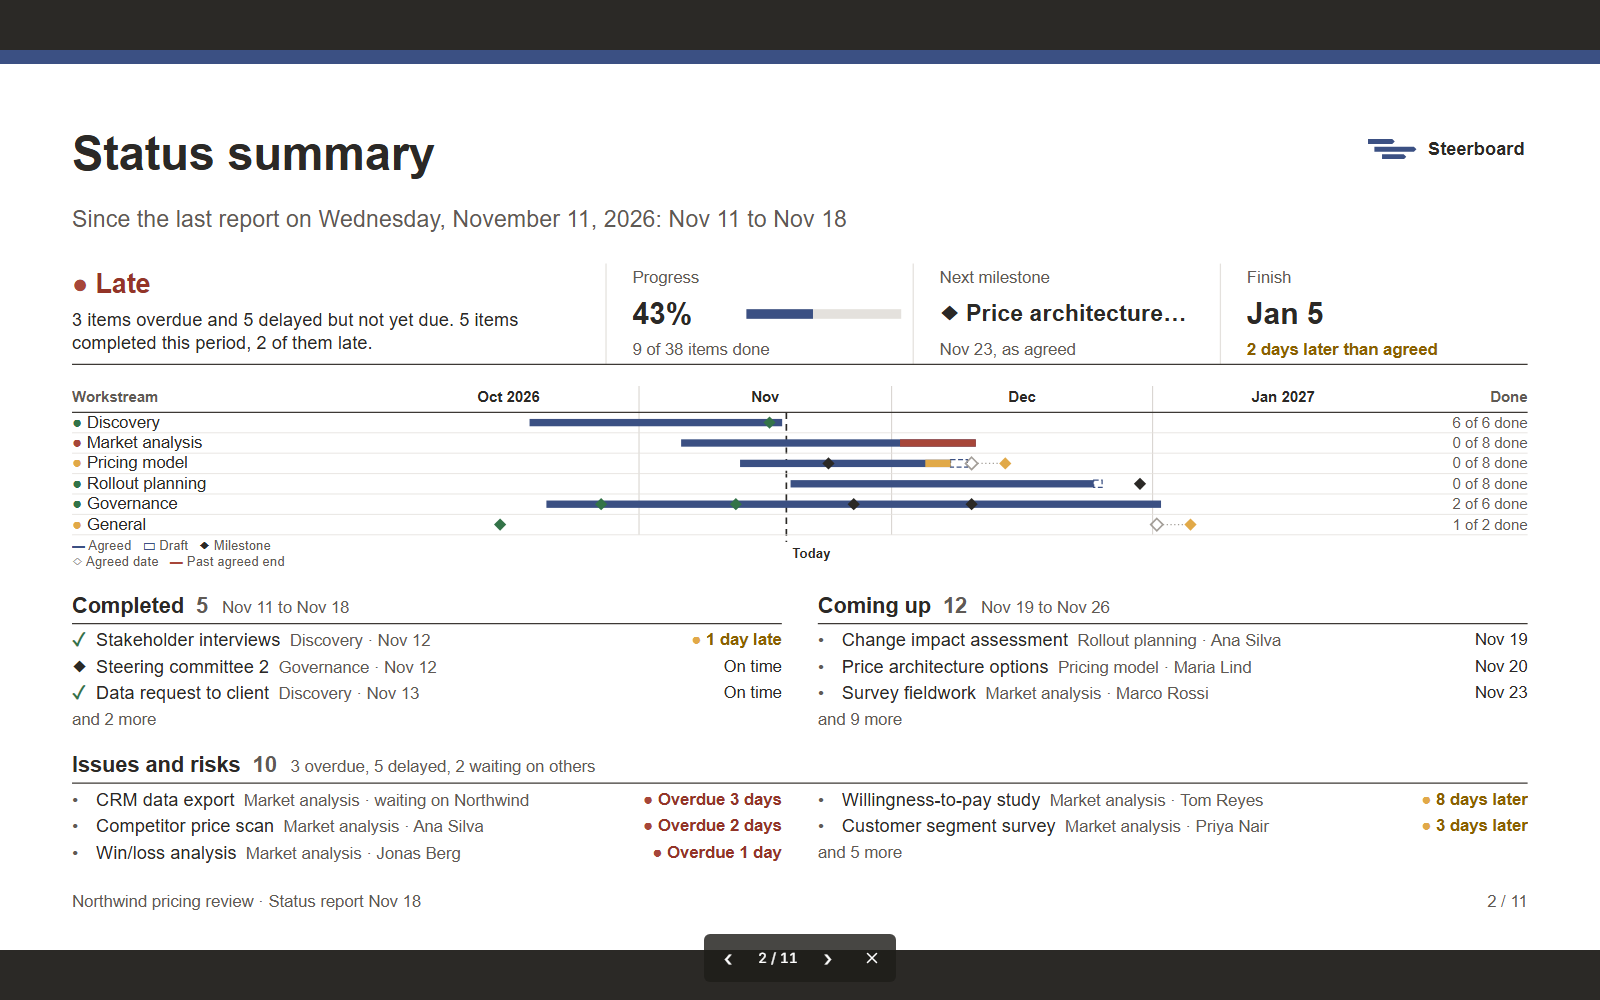 Status summary
Steerboard
Since the last report on Wednesday, November 11, 2026: Nov 11 to Nov 18
● Late
3 items overdue and 5 delayed but not yet due. 5 items
completed this period, 2 of them late.
Progress
43%
9 of 38 items done
Next milestone
◆ Price architecture…
Nov 23, as agreed
Finish
Jan 5
2 days later than agreed
Workstream Oct 2026 Nov Dec Jan 2027 Done
Discovery 6 of 6 done
Market analysis 0 of 8 done
Pricing model 0 of 8 done
Rollout planning 0 of 8 done
Governance 2 of 6 done
General 1 of 2 done
Agreed Draft Milestone
Agreed date Past agreed end
Today
Completed 5 Nov 11 to Nov 18
✓ Stakeholder interviews Discovery · Nov 12 ● 1 day late
◆ Steering committee 2 Governance · Nov 12 On time
✓ Data request to client Discovery · Nov 13 On time
and 2 more
Coming up 12 Nov 19 to Nov 26
• Change impact assessment Rollout planning · Ana Silva Nov 19
• Price architecture options Pricing model · Maria Lind Nov 20
• Survey fieldwork Market analysis · Marco Rossi Nov 23
and 9 more
Issues and risks 10 3 overdue, 5 delayed, 2 waiting on others
• CRM data export Market analysis · waiting on Northwind ● Overdue 3 days
• Competitor price scan Market analysis · Ana Silva ● Overdue 2 days
• Win/loss analysis Market analysis · Jonas Berg ● Overdue 1 day
• Willingness-to-pay study Market analysis · Tom Reyes ● 8 days later
• Customer segment survey Market analysis · Priya Nair ● 3 days later
and 5 more
Northwind pricing review · Status report Nov 18
2 / 11
‹ 2 / 11 › ×